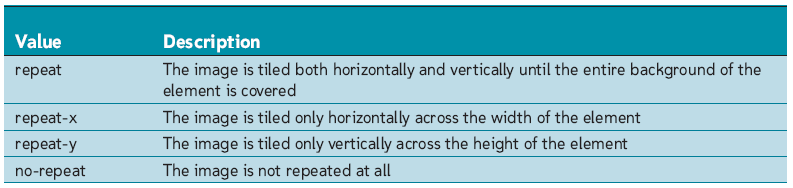 Value Description
repeat The image is tiled both horizontally and vertically until the entire background of the
element is covered
repeat-x The image is tiled only horizontally across the width of the element
repeat-y The image is tiled only vertically across the height of the element
no-repeat The image is not repeated at all